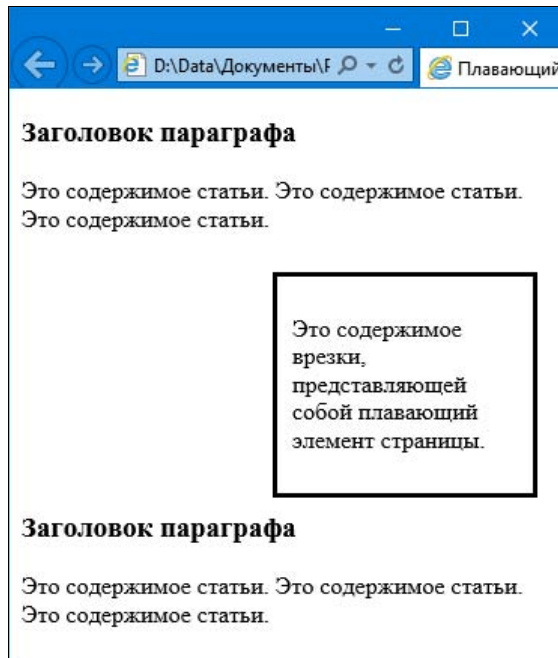 D:\Data\Документы\F
Плавающий
Заголовок параграфа
Это содержимое статьи. Это содержимое статьи.
Это содержимое статьи.
Это содержимое
врезки,
представляющей
собой плавающий
элемент страницы.
Заголовок параграфа
Это содержимое статьи. Это содержимое статьи.
Это содержимое статьи.